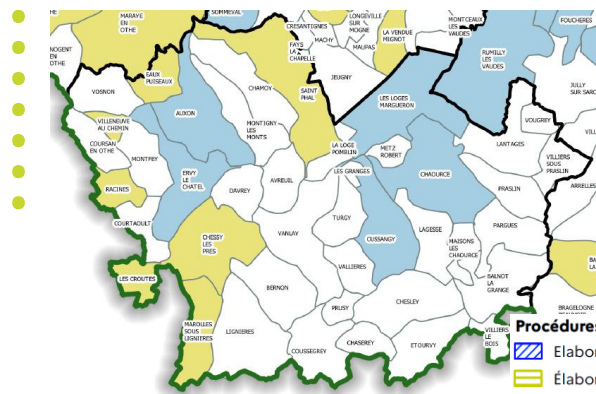 MARAYE
EN
OTHE
SOMMEVAL
CRESANTIGNES
LONGEVILLE
SUR
MOGNE
MACHY
MAUPAS
FAYS
LA
CHAPELLE
LA VENDUE
MIGNOT
MONTCEAUX
LES
VAUDES
FOUCHERES
NOGENT
EN
OTHE
RUMILLY
LES
VAUDES
JEUGNY
EAUX
PUISEAUX
VOSNON
CHAMOY
SAINT
PHAL
LES LOGES
MARGUERON
JULLY
SUR SARC
AUXON
VILLENEUVE
AU CHEMIN
MONTIGNY
LES
MONTS
VOUGREY
COURSAN
EN OTHE
LA LOGE
POMBLIN
METZ
ROBERT
LANTAGES
MONTFEY
VILLIERS
SOUS
PRASLIN
ERVY
LE
CHATEL
LES GRANGES
CHAOURCE
AVREUIL
DAVREY
RACINES
PRASLIN
ARRELLES
COURTAOULT
TURGY
PARGUES
VANLAY
LAGESSE
CHESSY
LES
PRES
CUSSANGY
MAISONS
LES
CHAOURCE
VALLIERES
LES CROUTES
BALNOT
LA
GRANGE
BERNON
CHESLEY
PRUSY
BRAGELOGNE
MAROLLES
SOUS
LIGNIERES
LIGNIERES
VILLIERS
LE
BOIS
CHASEREY
ETOURVY
COUSSEGREY
Procédures
Elabor
Élabor